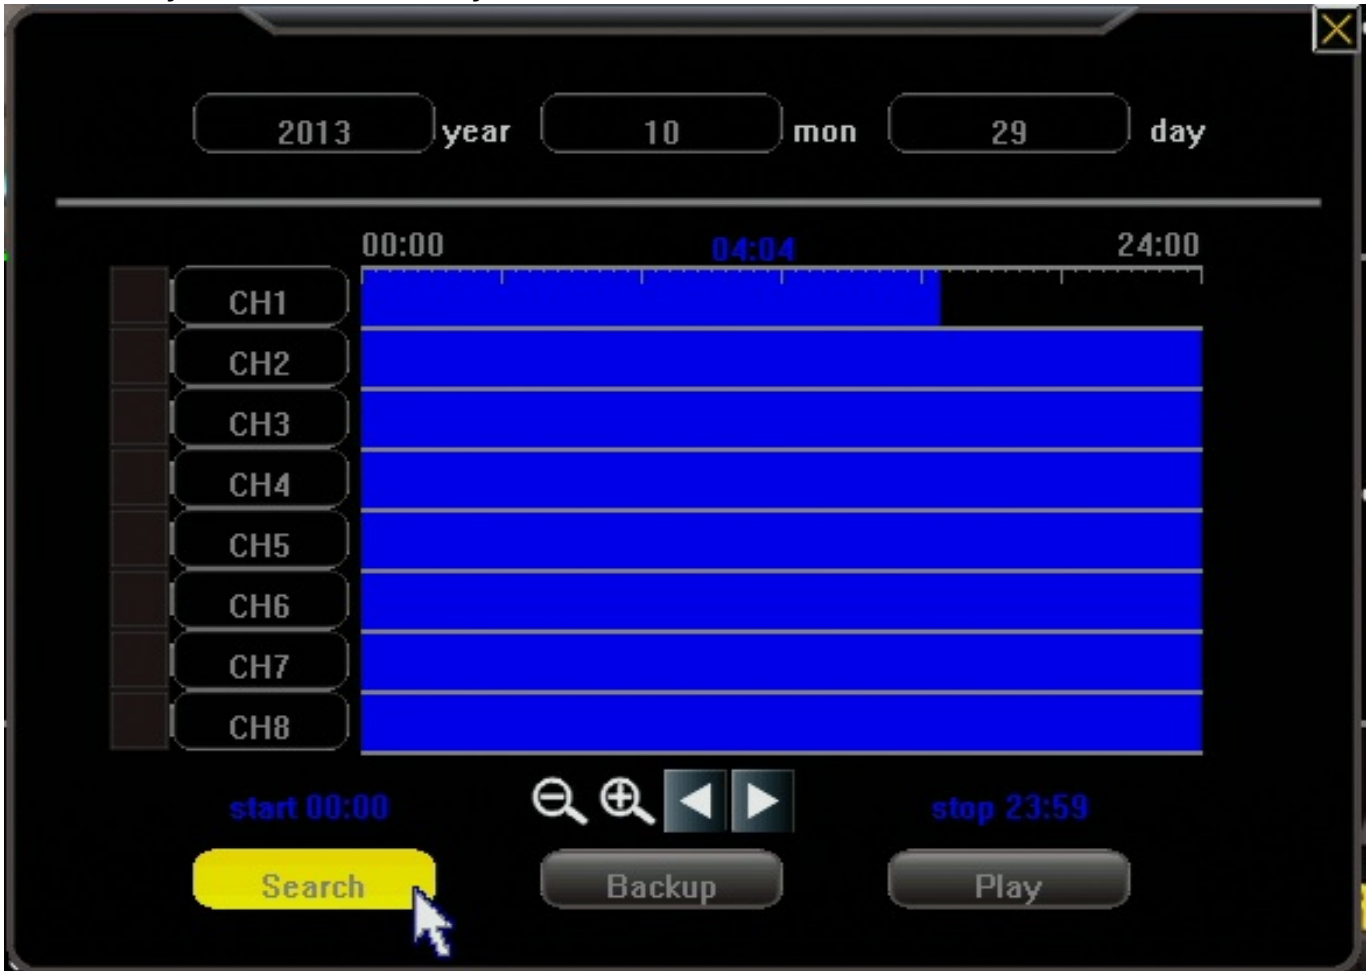 2013 year 10 mon 29 day
00:00 04:04 24:00
CH1
CH2
CH3
CH4
CH5
CH6
CH7
CH8
start 00:00 stop 23:59
Search Backup Play